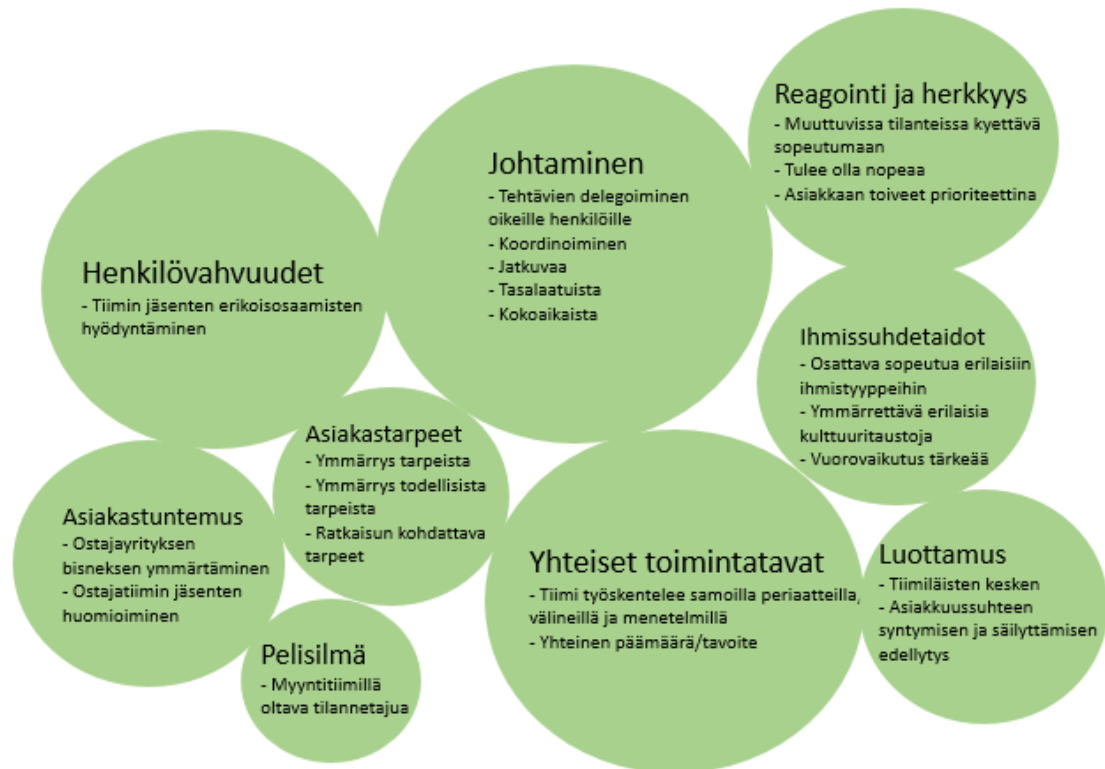 Reagointi ja herkkyys
- Muuttuvissa tilanteissa kyettävä
sopeutumaan
- Tulee olla nopeaa
- Asiakkaan toiveet prioriteettina
Johtaminen
- Tehtävien delegoiminen
oikeille henkilöille
- Koordinoiminen
- Jatkuvaa
- Tasalaatuista
- Kokoaikaista
Henkilövahvuudet
- Tiimin jäsenten erikoisosaamisten
hyödyntäminen
Ihmissuhdetaidot
- Osattava sopeutua erilaisiin
ihmistyyppeihin
- Ymmärrettävä erilaisia
kulttuuritaustoja
- Vuorovaikutus tärkeää
Asiakastarpeet
- Ymmärrys tarpeista
- Ymmärrys todellisista
tarpeista
- Ratkaisun kohdattava
tarpeet
Asiakastuntemus
- Ostajayrityksen
bisneksen ymmärtäminen
- Ostajatiimin jäsenten
huomioiminen
Yhteiset toimintatavat
- Tiimi työskentelee samoilla periaatteilla,
välineillä ja menetelmillä
- Yhteinen päämäärä/tavoite
Luottamus
- Tiimiläisten kesken
- Asiakkuussuhteen
syntymisen ja säilyttämisen
edellytys
Pelisilmä
- Myyntitiimillä
oltava tilannetajua